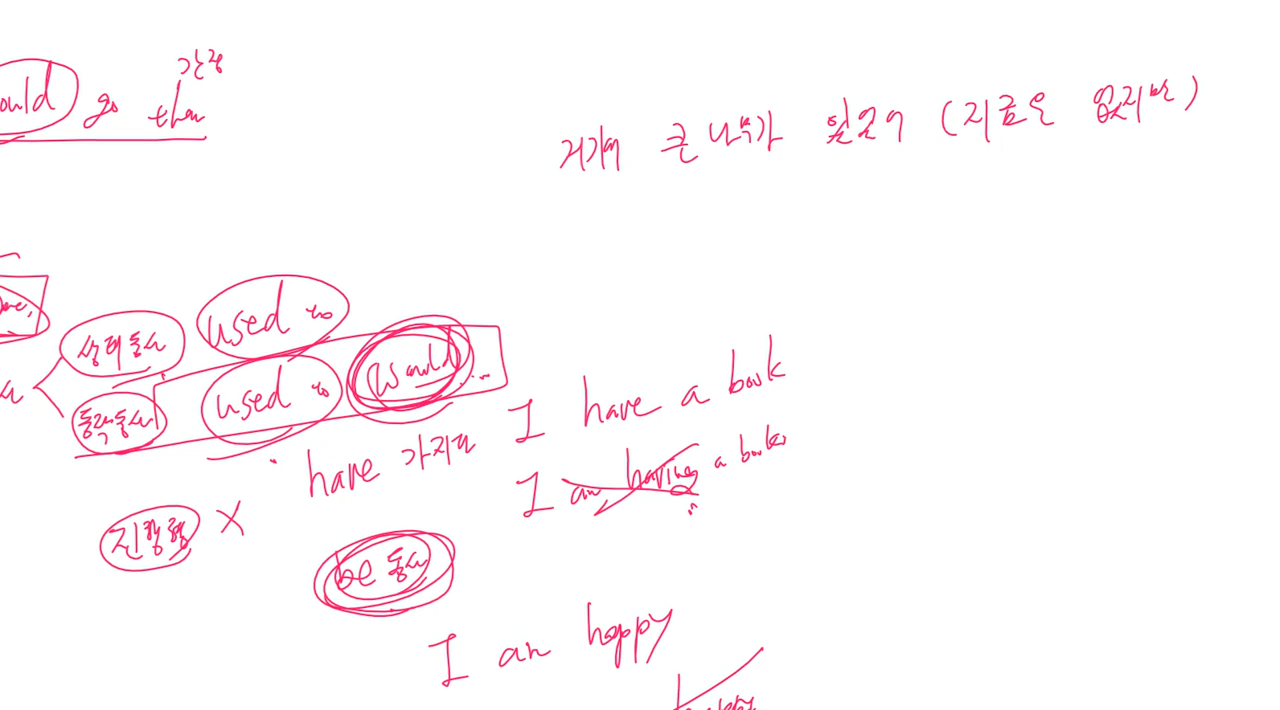 ould go then
거기에 큰 나무가 있었어 (지금은 없지만)
상태동사 used to
동작동사 used to would ...
have 가지다
I have a book
I am having a book
진행형 X
be 동사
I am happy